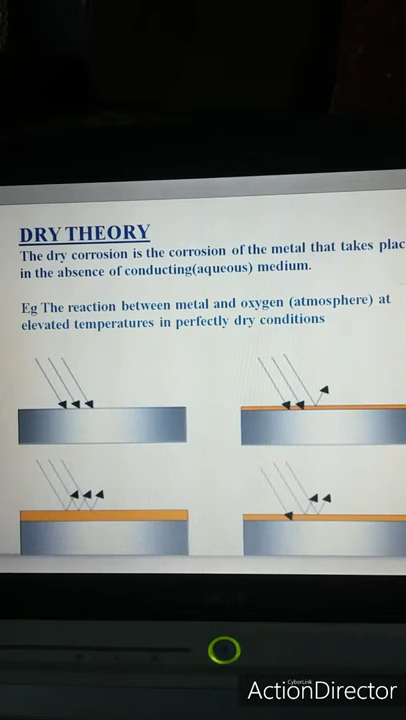 DRY THEORY
The dry corrosion is the corrosion of the metal that takes plac
in the absence of conducting(aqueous) medium.
Eg The reaction between metal and oxygen (atmosphere) at
elevated temperatures in perfectly dry conditions
CyberLink
ActionDirector